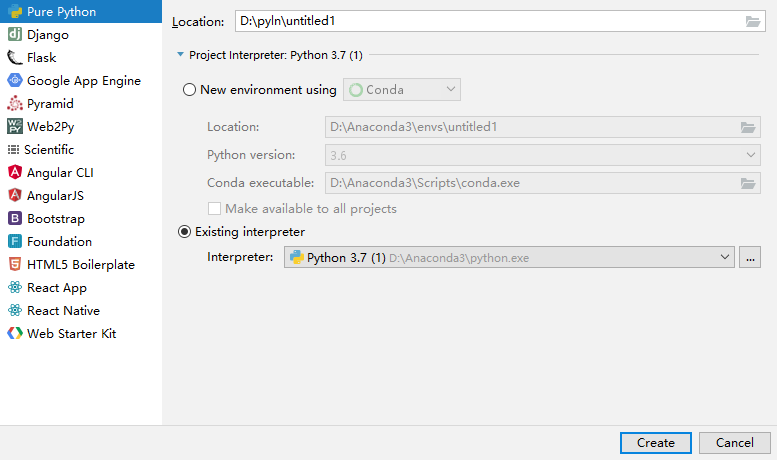 Pure Python
Django
Flask
Google App Engine
Pyramid
W2
PY
Web2Py
Scientific
Angular CLI
AngularJS
Bootstrap
Foundation
HTML5 Boilerplate
React App
React Native
Web Starter Kit
Location: D:\pyln\untitled1
Project Interpreter: Python 3.7 (1)
New environment using Conda
Location: D:\Anaconda3\envs\untitled1
Python version: 3.6
Conda executable: D:\Anaconda3\Scripts\conda.exe
Make available to all projects
Existing interpreter
Interpreter: Python 3.7 (1) D:\Anaconda3\python.exe ...
Create Cancel